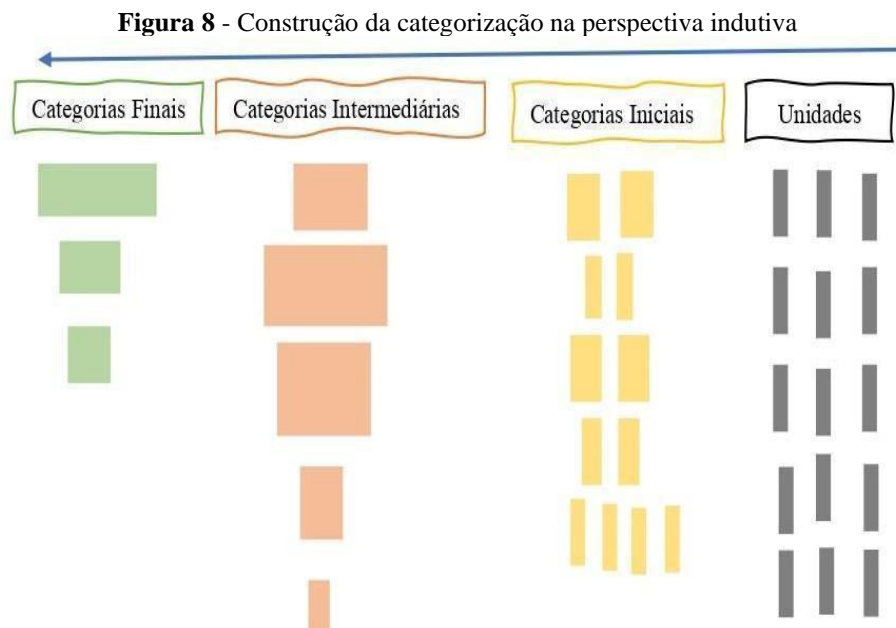 Figura 8 - Construção da categorização na perspectiva indutiva
Categorias Finais
Categorias Intermediárias
Categorias Iniciais
Unidades